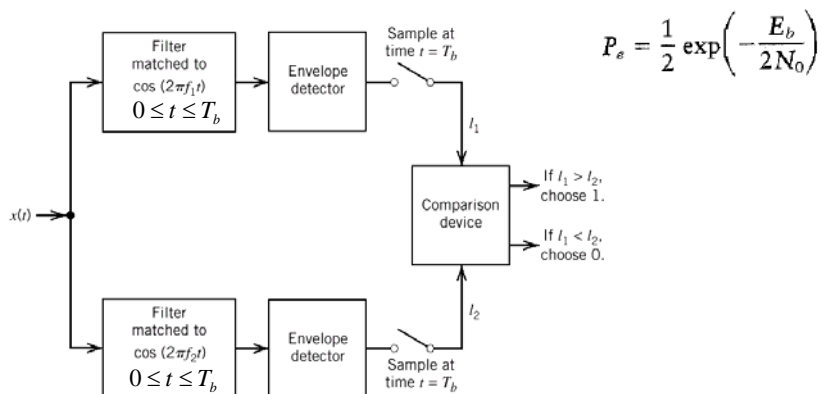 Filter
matched to
cos (2πf₁t)
0 ≤ t ≤ T_b
Envelope
detector
Sample at
time t = T_b
l₁
P_e = 1/2 exp(-E_b/2N₀)
x(t)
Comparison
device
If l₁ > l₂,
choose 1.
If l₁ < l₂,
choose 0.
l₂
Filter
matched to
cos (2πf₂t)
0 ≤ t ≤ T_b
Envelope
detector
Sample at
time t = T_b